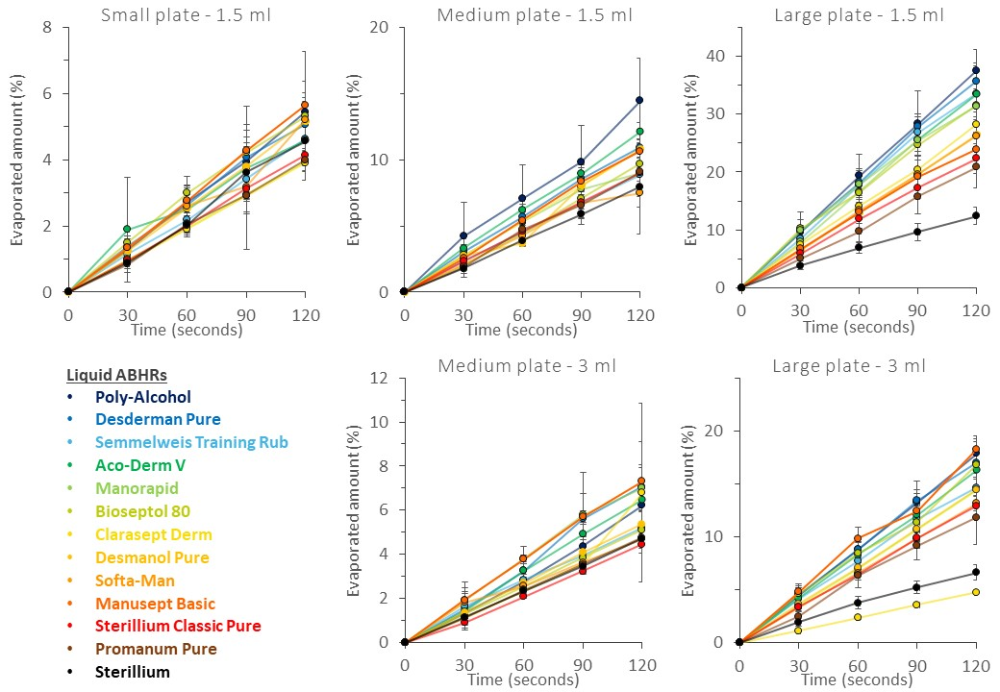 Small plate - 1.5 ml
Evaporated amount (%)
8
6
4
2
0
0 30 60 90 120
Time (seconds)
Medium plate - 1.5 ml
Evaporated amount (%)
20
10
0
0 30 60 90 120
Time (seconds)
Large plate - 1.5 ml
Evaporated amount (%)
40
30
20
10
0
0 30 60 90 120
Time (seconds)
Liquid ABHRs
• Poly-Alcohol
• Desderman Pure
• Semmelweis Training Rub
• Aco-Derm V
• Manorapid
• Bioseptol 80
• Clarasept Derm
• Desmanol Pure
• Softa-Man
• Manusept Basic
• Sterillium Classic Pure
• Promanum Pure
• Sterillium
Medium plate - 3 ml
Evaporated amount (%)
12
10
8
6
4
2
0
0 30 60 90 120
Time (seconds)
Large plate - 3 ml
Evaporated amount (%)
20
10
0
0 30 60 90 120
Time (seconds)